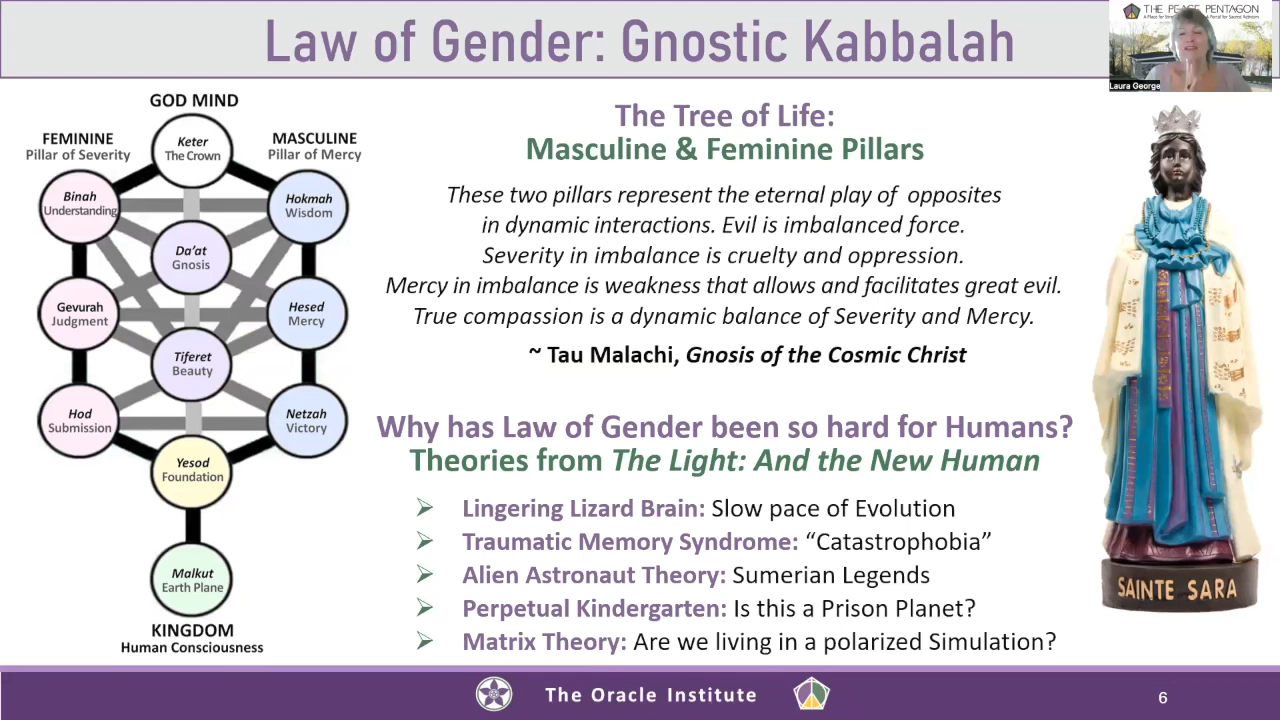 Law of Gender: Gnostic Kabbalah
THE PEACE PENTAGON
Laura George
GOD MIND
FEMININE
Pillar of Severity
MASCULINE
Pillar of Mercy
Keter
The Crown
Binah
Understanding
Hokmah
Wisdom
Da'at
Gnosis
Gevurah
Judgment
Hesed
Mercy
Tiferet
Beauty
Hod
Submission
Netzah
Victory
Yesod
Foundation
Malkut
Earth Plane
KINGDOM
Human Consciousness
The Tree of Life:
Masculine & Feminine Pillars
These two pillars represent the eternal play of opposites
in dynamic interactions. Evil is imbalanced force.
Severity in imbalance is cruelty and oppression.
Mercy in imbalance is weakness that allows and facilitates great evil.
True compassion is a dynamic balance of Severity and Mercy.
~ Tau Malachi, Gnosis of the Cosmic Christ
Why has Law of Gender been so hard for Humans?
Theories from The Light: And the New Human
➢ Lingering Lizard Brain: Slow pace of Evolution
➢ Traumatic Memory Syndrome: “Catastrophobia”
➢ Alien Astronaut Theory: Sumerian Legends
➢ Perpetual Kindergarten: Is this a Prison Planet?
➢ Matrix Theory: Are we living in a polarized Simulation?
SAINTE SARA
The Oracle Institute
6